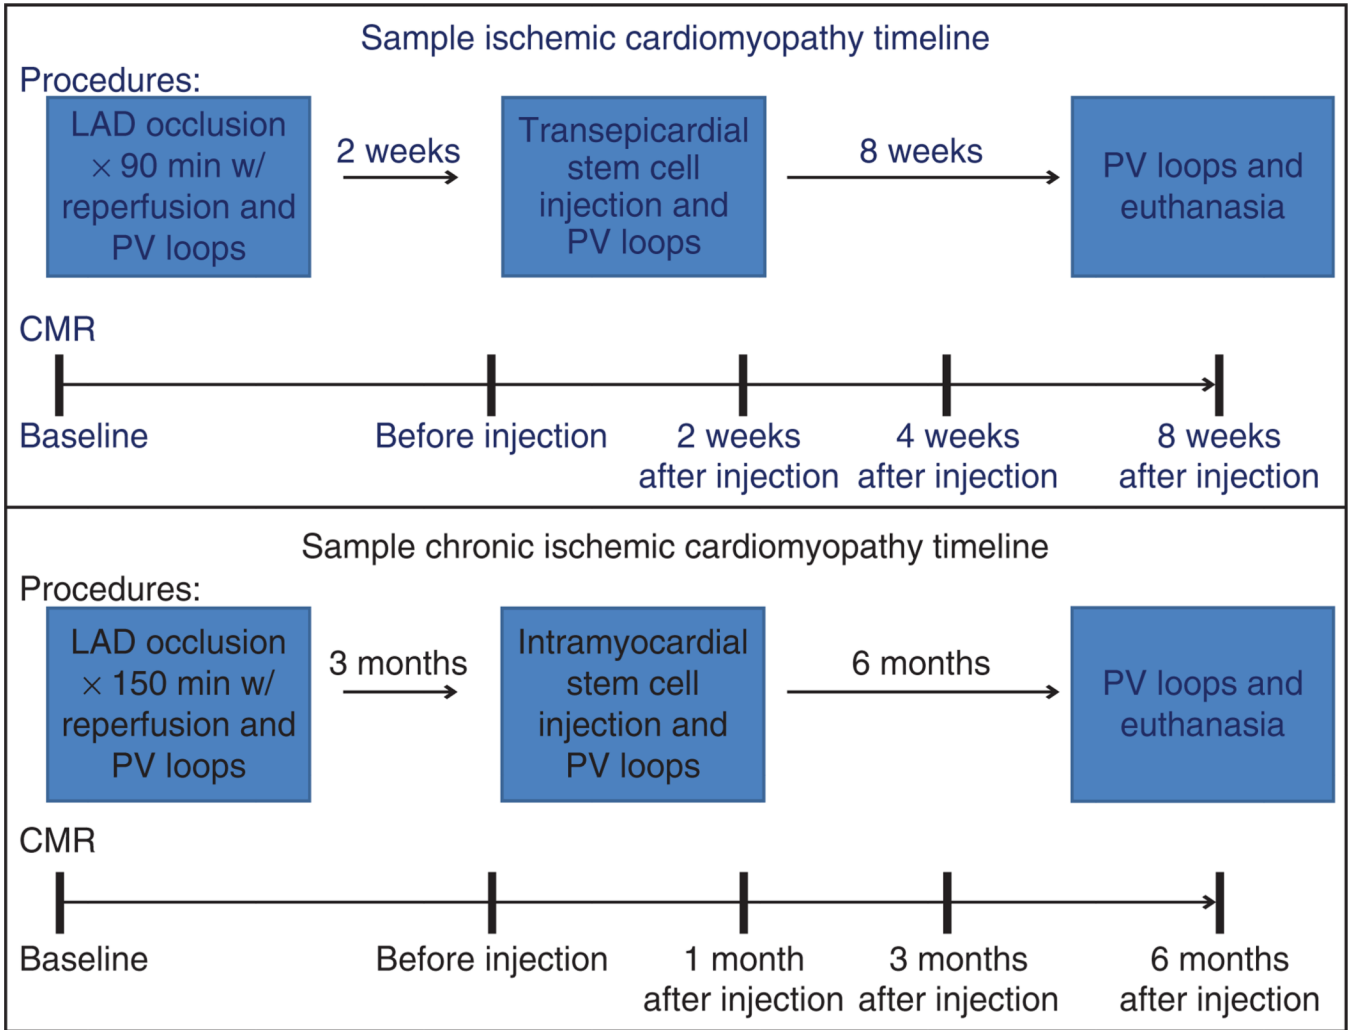 Sample ischemic cardiomyopathy timeline
Procedures:
LAD occlusion
× 90 min w/
reperfusion and
PV loops
2 weeks
Transepicardial
stem cell
injection and
PV loops
8 weeks
PV loops and
euthanasia
CMR
Baseline
Before injection
2 weeks
after injection
4 weeks
after injection
8 weeks
after injection
Sample chronic ischemic cardiomyopathy timeline
Procedures:
LAD occlusion
× 150 min w/
reperfusion and
PV loops
3 months
Intramyocardial
stem cell
injection and
PV loops
6 months
PV loops and
euthanasia
CMR
Baseline
Before injection
1 month
after injection
3 months
after injection
6 months
after injection